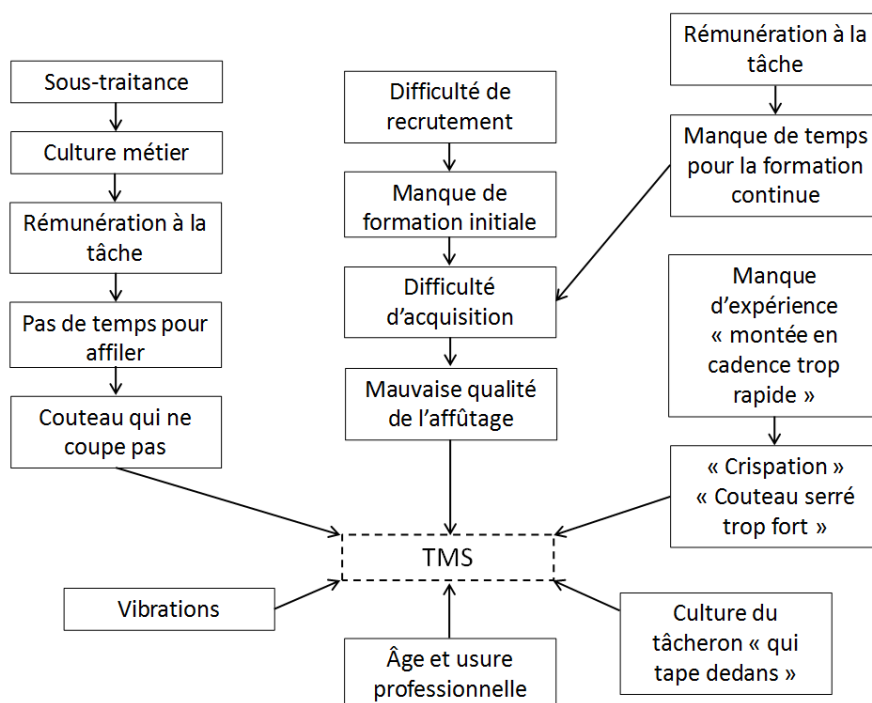 Sous-traitance
Culture métier
Rémunération à la
tâche
Pas de temps pour
affiler
Couteau qui ne
coupe pas
Difficulté de
recrutement
Manque de
formation initiale
Difficulté
d’acquisition
Mauvaise qualité
de l’affûtage
Rémunération à la
tâche
Manque de temps
pour la formation
continue
Manque
d’expérience
« montée en
cadence trop
rapide »
« Crispation »
« Couteau serré
trop fort »
TMS
Vibrations
Âge et usure
professionnelle
Culture du
tâcheron « qui
tape dedans »